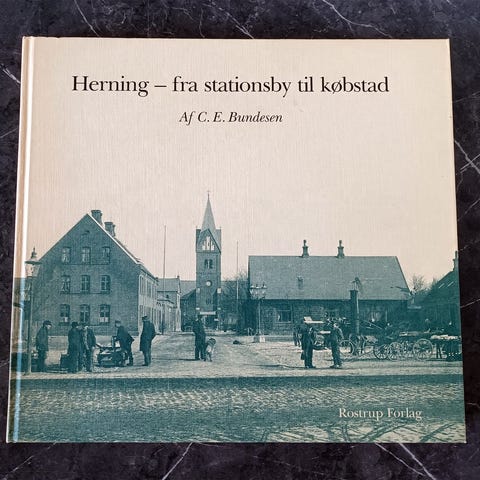 Herning – fra stationsby til købstad
Af C. E. Bundesen
Rostrup Forlag